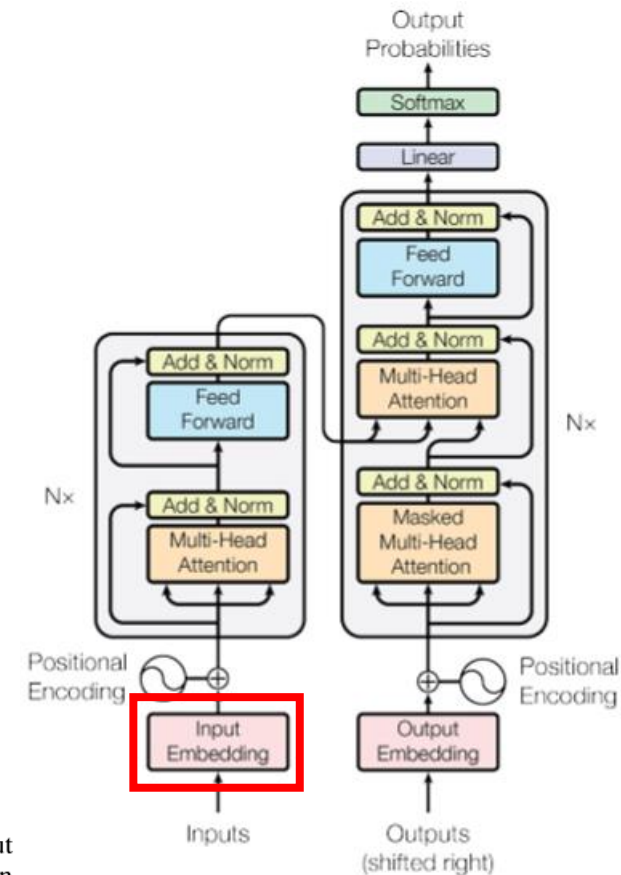 Output
Probabilities
Softmax
Linear
Add & Norm
Feed
Forward
Add & Norm
Multi-Head
Attention
Add & Norm
Masked
Multi-Head
Attention
Nx
Add & Norm
Feed
Forward
Add & Norm
Multi-Head
Attention
Nx
Positional
Encoding
Positional
Encoding
Input
Embedding
Output
Embedding
Inputs
Outputs
(shifted right)